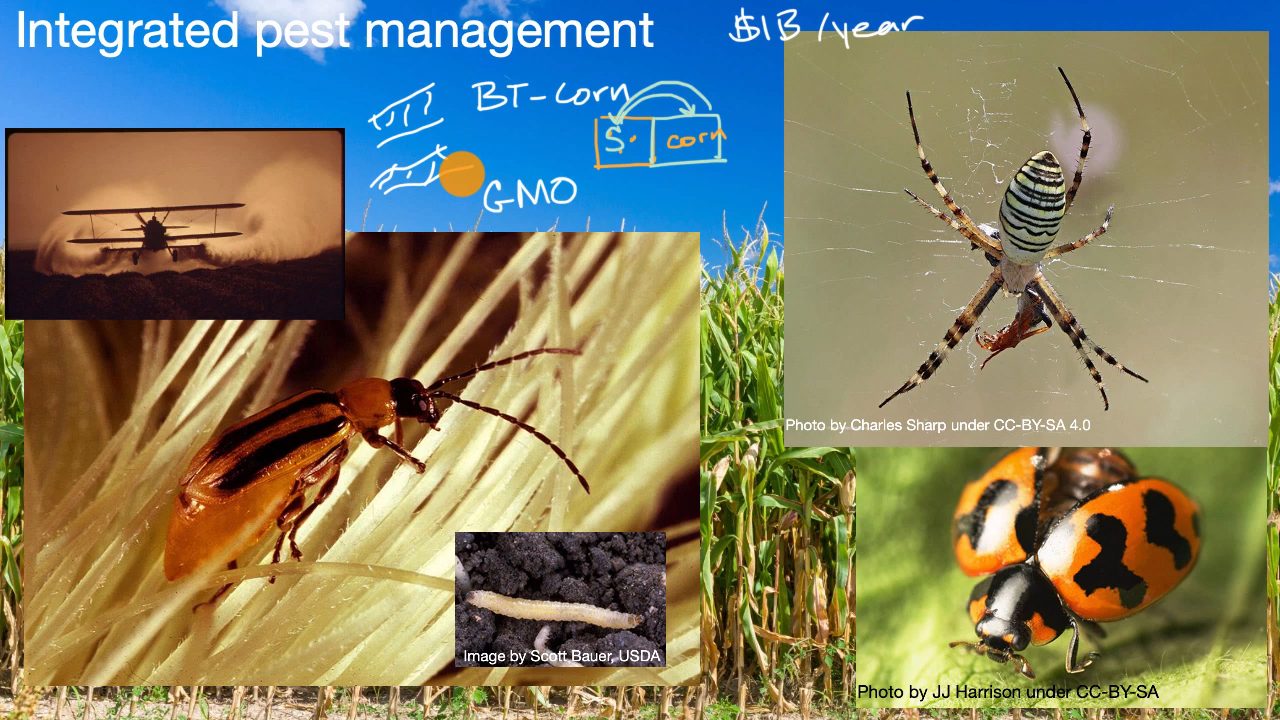 Integrated pest management
$1B /year
BT-corn
S. corn
GMO
Photo by Charles Sharp under CC-BY-SA 4.0
Image by Scott Bauer, USDA
Photo by JJ Harrison under CC-BY-SA